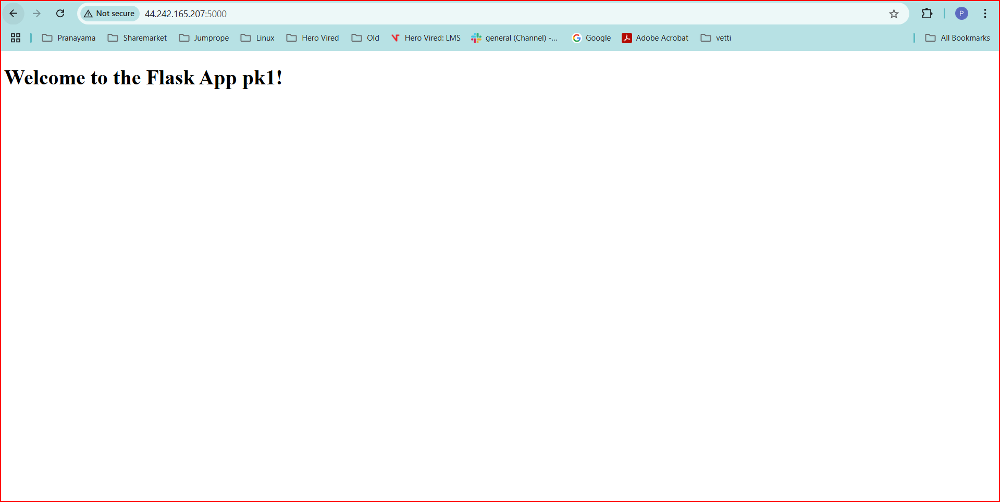 Not secure 44.242.165.207:5000 P
Pranayama Sharemarket Jumprope Linux Hero Vired Old Hero Vired: LMS general (Channel) -... Google Adobe Acrobat vetti All Bookmarks
Welcome to the Flask App pk1!